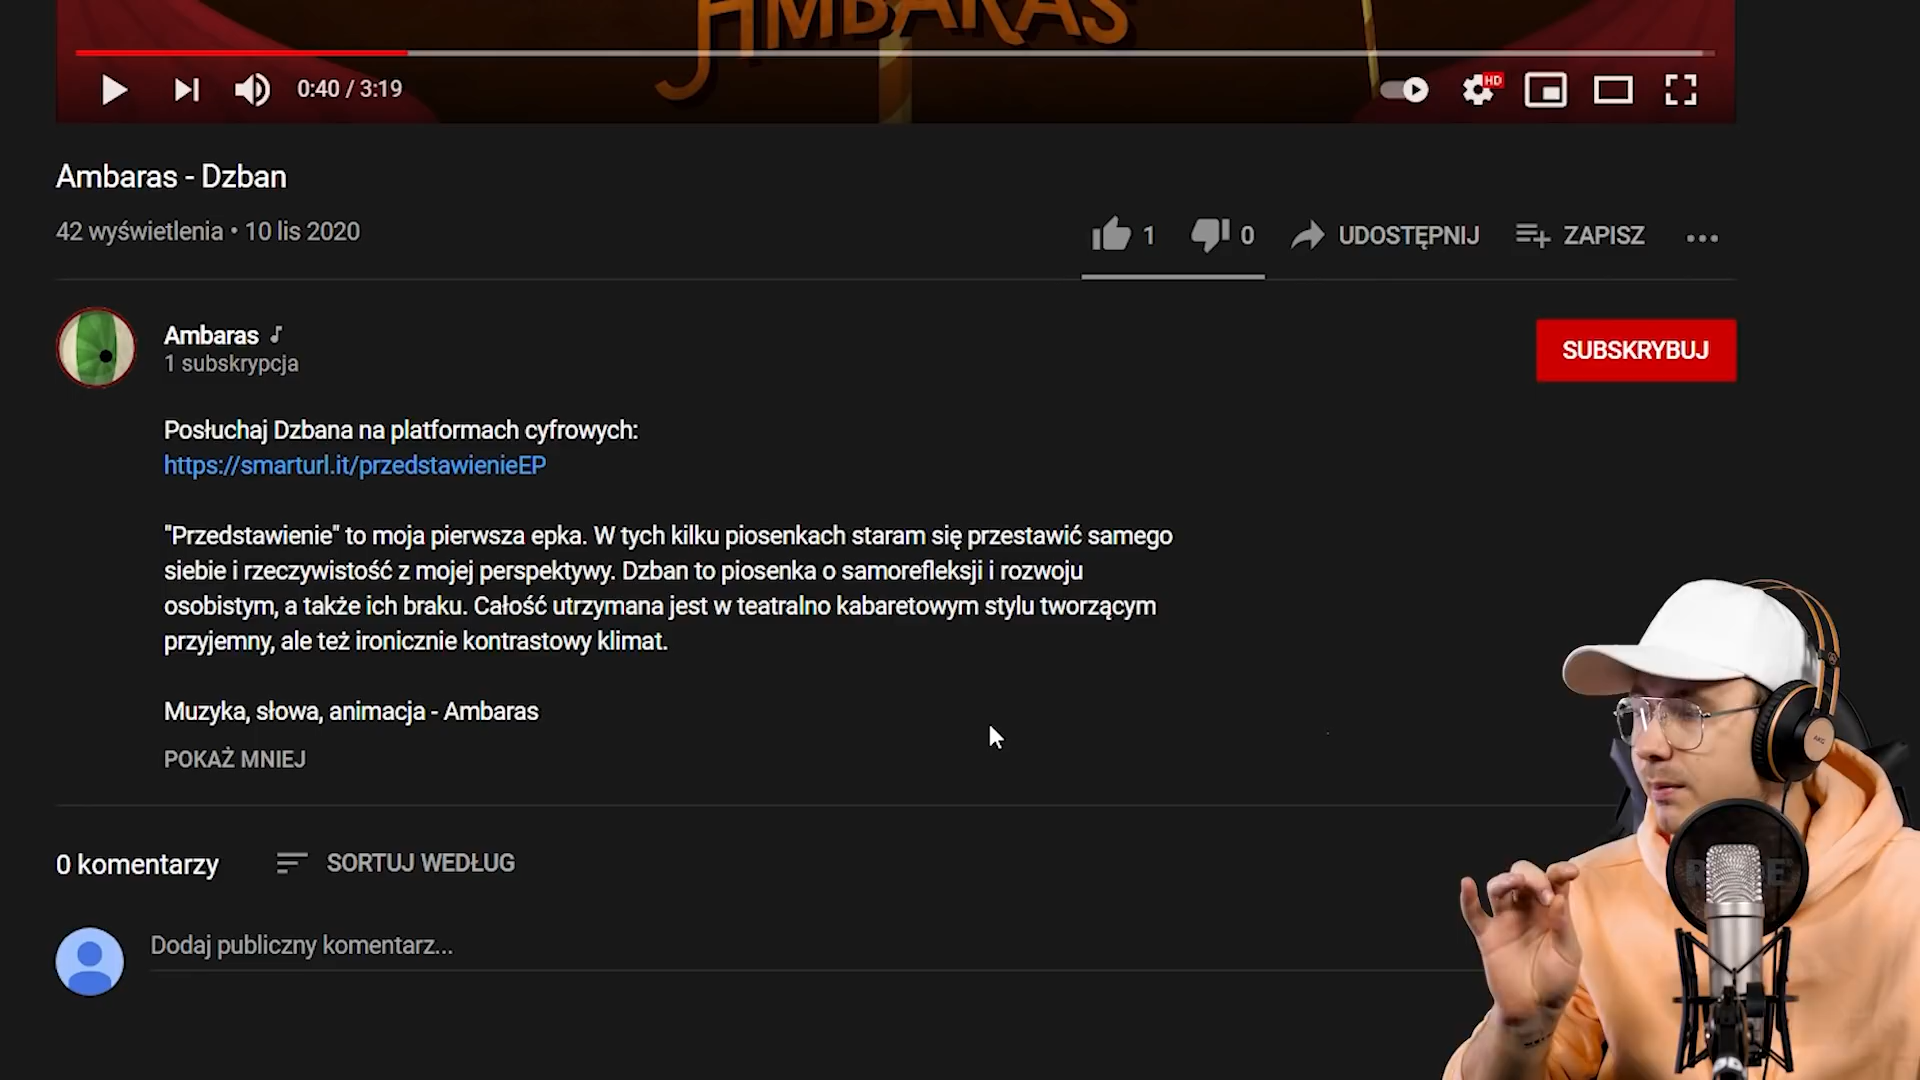 AMBARAS
0:40 / 3:19
HD
Ambaras - Dzban
42 wyświetlenia • 10 lis 2020
1
0
UDOSTĘPNIJ
ZAPISZ
Ambaras
1 subskrypcja
SUBSKRYBUJ
Posłuchaj Dzbana na platformach cyfrowych:
https://smarturl.it/przedstawienieEP
"Przedstawienie" to moja pierwsza epka. W tych kilku piosenkach staram się przestawić samego
siebie i rzeczywistość z mojej perspektywy. Dzban to piosenka o samorefleksji i rozwoju
osobistym, a także ich braku. Całość utrzymana jest w teatralno kabaretowym stylu tworzącym
przyjemny, ale też ironicznie kontrastowy klimat.
Muzyka, słowa, animacja - Ambaras
POKAŻ MNIEJ
0 komentarzy
SORTUJ WEDŁUG
Dodaj publiczny komentarz...
AKG